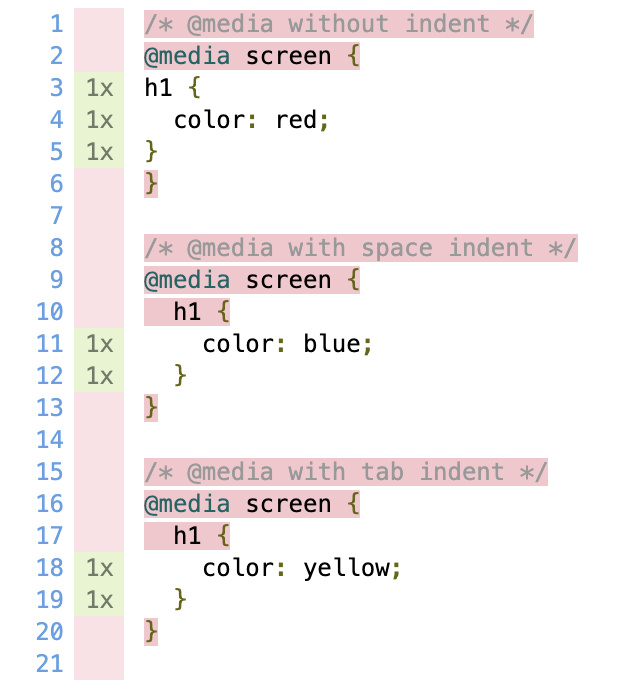 1 /* @media without indent */
2 @media screen {
3 1x h1 {
4 1x   color: red;
5 1x }
6 }
7
8 /* @media with space indent */
9 @media screen {
10   h1 {
11 1x     color: blue;
12 1x   }
13 }
14
15 /* @media with tab indent */
16 @media screen {
17   h1 {
18 1x     color: yellow;
19 1x   }
20 }
21